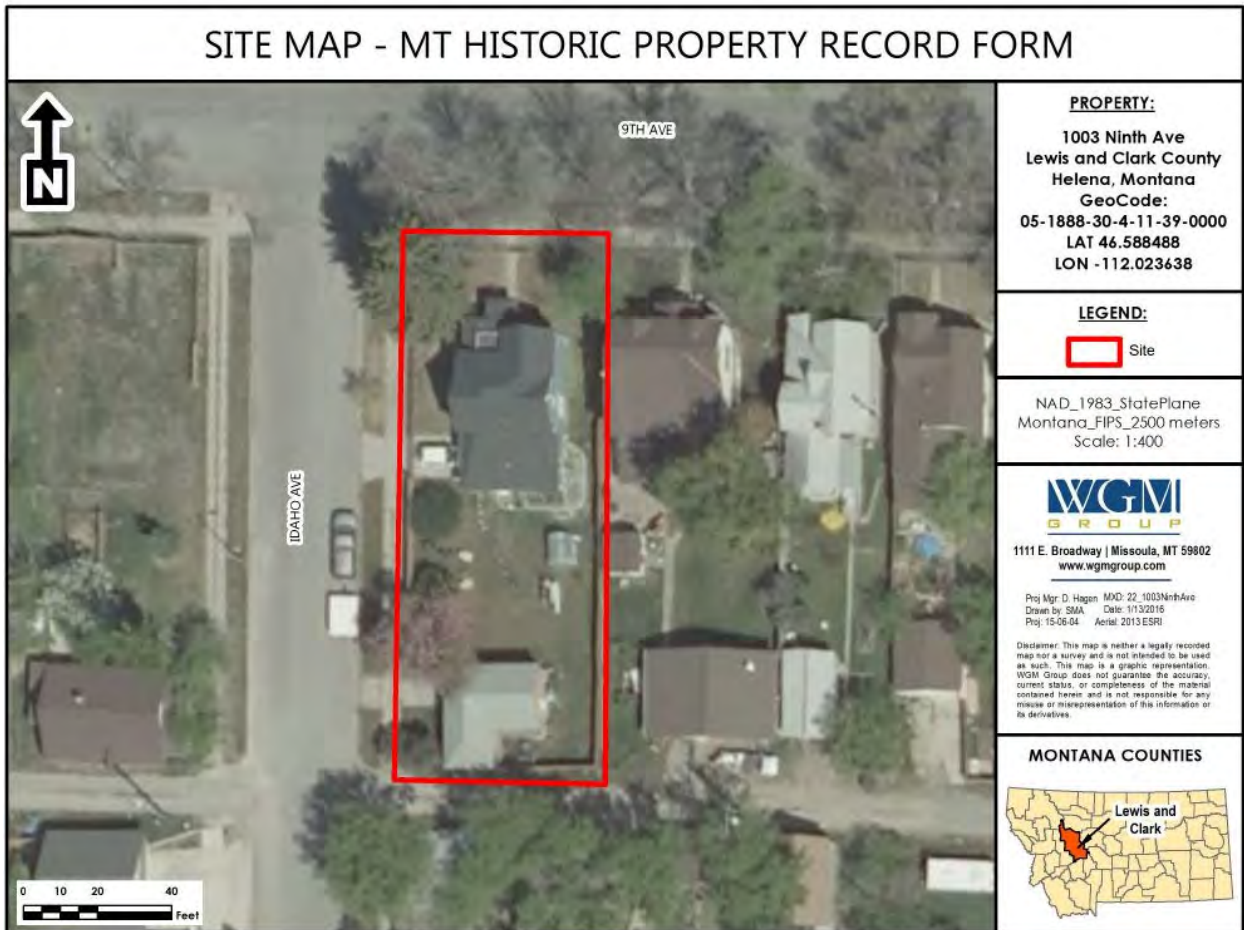 SITE MAP - MT HISTORIC PROPERTY RECORD FORM
N
9TH AVE
IDAHO AVE
0 10 20 40
Feet
PROPERTY:
1003 Ninth Ave
Lewis and Clark County
Helena, Montana
GeoCode:
05-1888-30-4-11-39-0000
LAT 46.588488
LON -112.023638
LEGEND:
Site
NAD_1983_StatePlane
Montana_FIPS_2500 meters
Scale: 1:400
WGM
GROUP
1111 E. Broadway | Missoula, MT 59802
www.wgmgroup.com
Proj Mgr: D. Hagen MXD: 22_1003NinthAve
Drawn by: SMA Date: 1/13/2016
Proj: 15-06-04 Aerial: 2013 ESRI
Disclaimer: This map is neither a legally recorded
map nor a survey and is not intended to be used
as such. This map is a graphic representation.
WGM Group does not guarantee the accuracy,
current status, or completeness of the material
contained herein and is not responsible for any
misuse or misrepresentation of this information or
its derivatives.
MONTANA COUNTIES
Lewis and
Clark